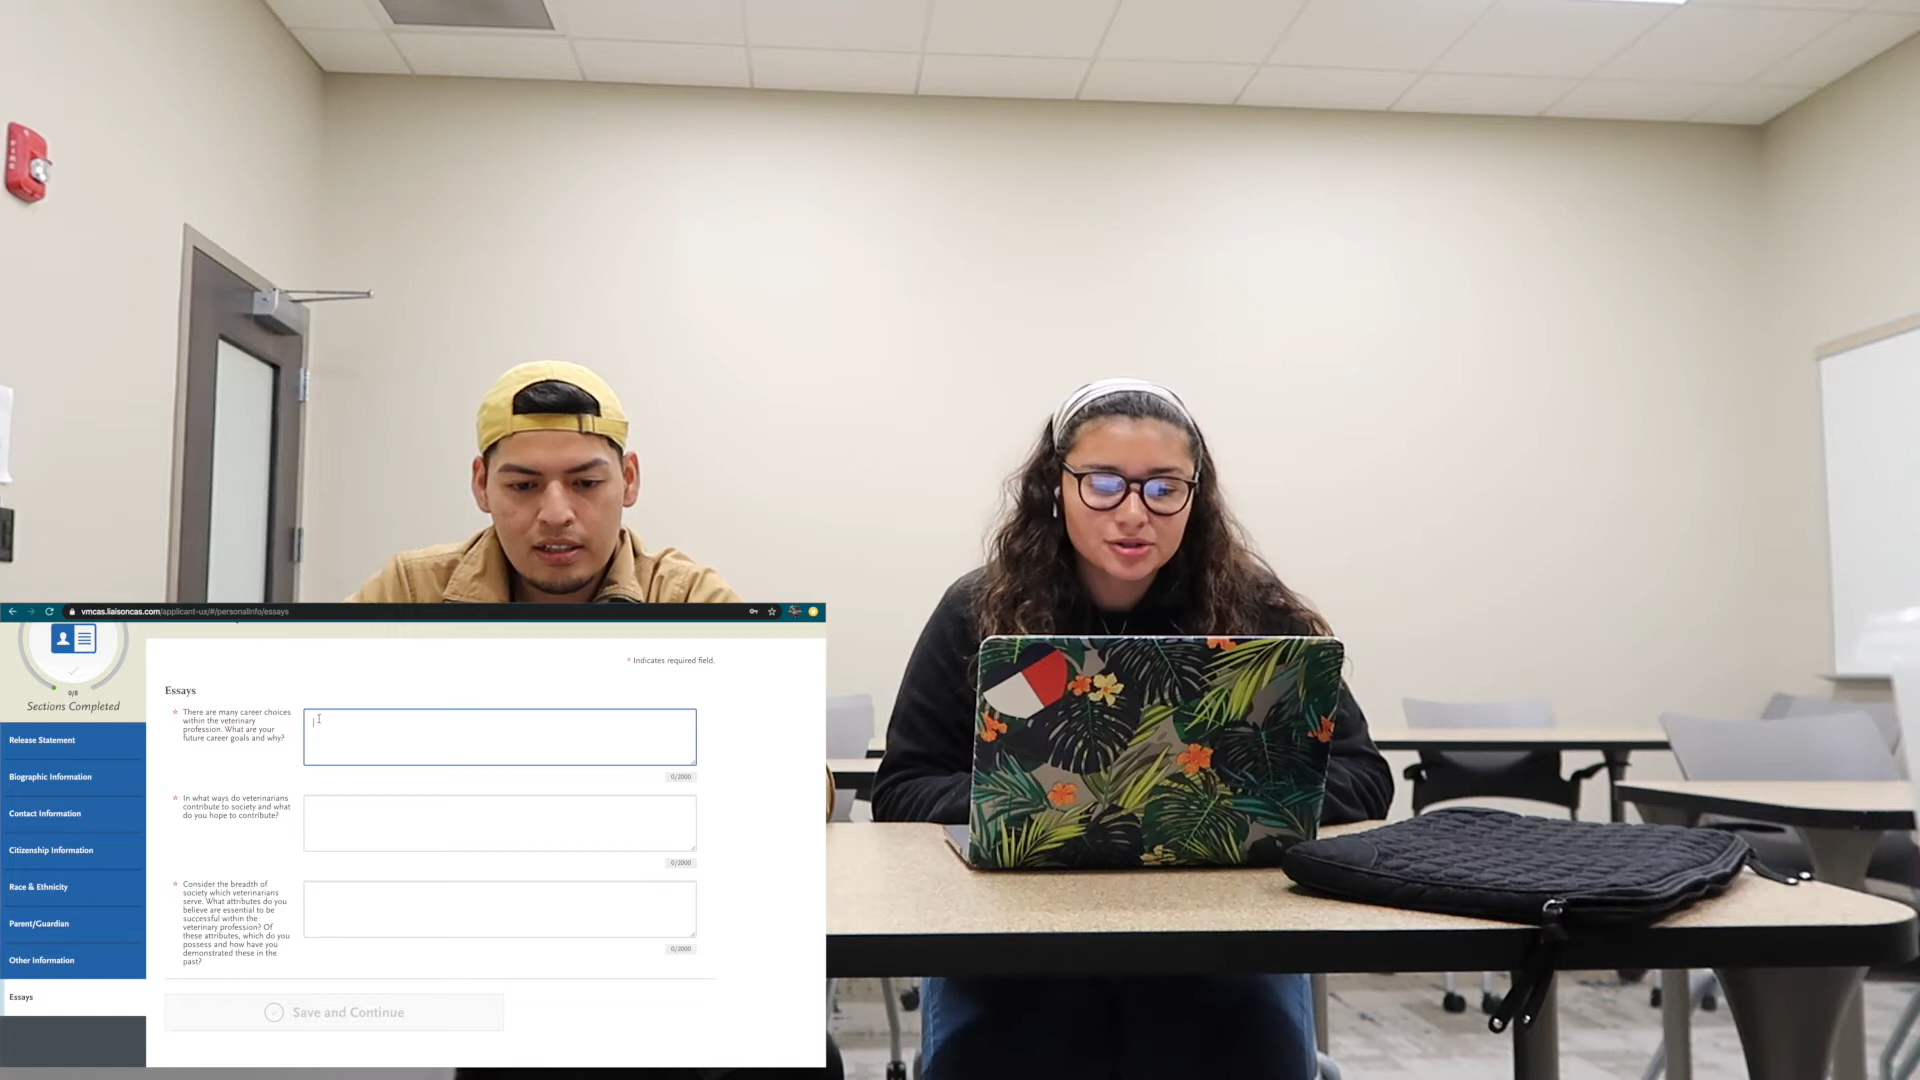 FIRE
vmcas.liaisoncas.com/applicant-ux/#/personalInfo/essays
0/8
Sections Completed
Release Statement
Biographic Information
Contact Information
Citizenship Information
Race & Ethnicity
Parent/Guardian
Other Information
Essays
* Indicates required field.
Essays
* There are many career choices
within the veterinary
profession. What are your
future career goals and why?
0/2000
* In what ways do veterinarians
contribute to society and what
do you hope to contribute?
0/2000
* Consider the breadth of
society which veterinarians
serve. What attributes do you
believe are essential to be
successful within the
veterinary profession? Of
these attributes, which do you
possess and how have you
demonstrated these in the
past?
0/2000
Save and Continue